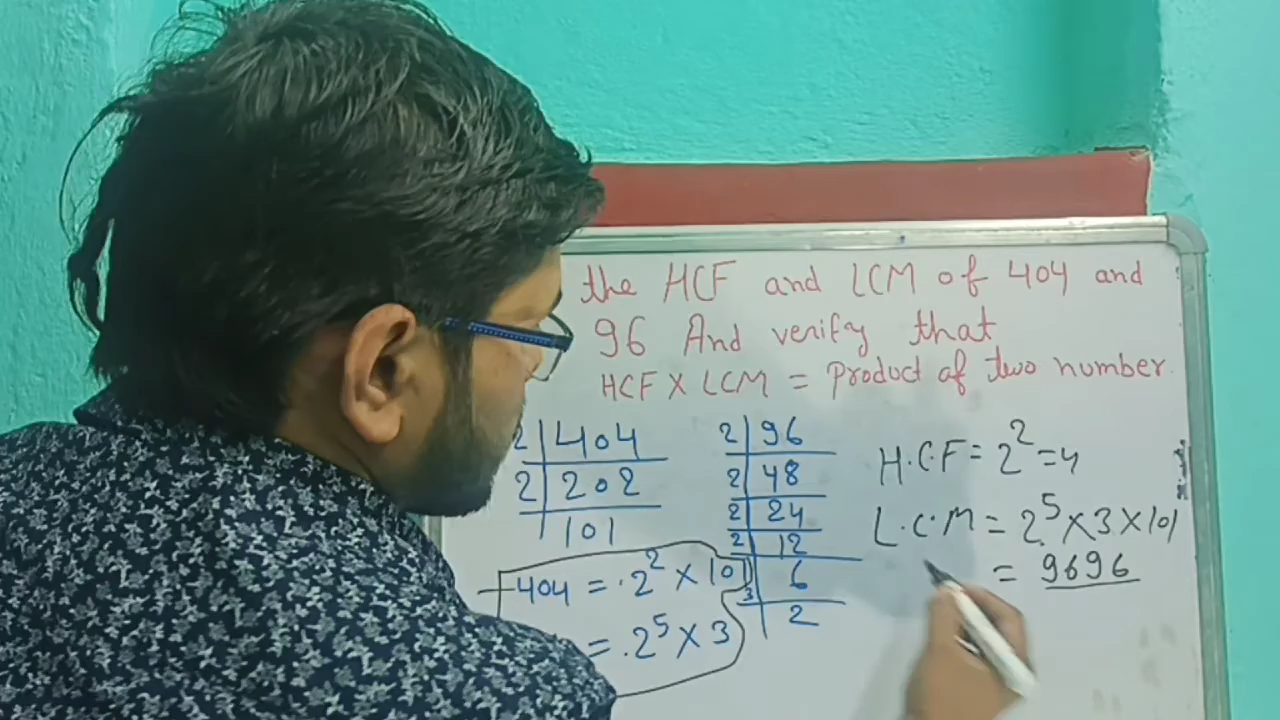 the HCF and LCM of 404 and
96 And verify that
HCF X LCM = product of two number
2 | 404
2 | 202
101
2 | 96
2 | 48
2 | 24
2 | 12
3 | 6
2
404 = 2² X 101
= 2⁵ X 3
H.C.F = 2² = 4
L.C.M = 2⁵ X 3 X 101
= 9696